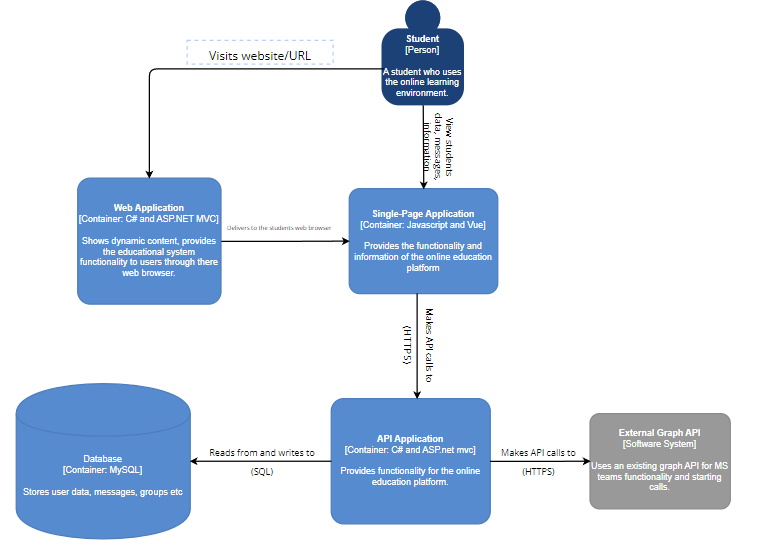 Student
[Person]
A student who uses
the online learning
environment.
Visits website/URL
View students
data, messages,
information
Web Application
[Container: C# and ASP.NET MVC]
Shows dynamic content, provides
the educational system
functionality to users through there
web browser.
Delivers to the students web browser
Single-Page Application
[Container: Javascript and Vue]
Provides the functionality and
information of the online education
platform
Makes API calls to
(HTTPS)
Database
[Container: MySQL]
Stores user data, messages, groups etc
Reads from and writes to
(SQL)
API Application
[Container: C# and ASP.net mvc]
Provides functionality for the online
education platform.
Makes API calls to
(HTTPS)
External Graph API
[Software System]
Uses an existing graph API for MS
teams functionality and starting
calls.